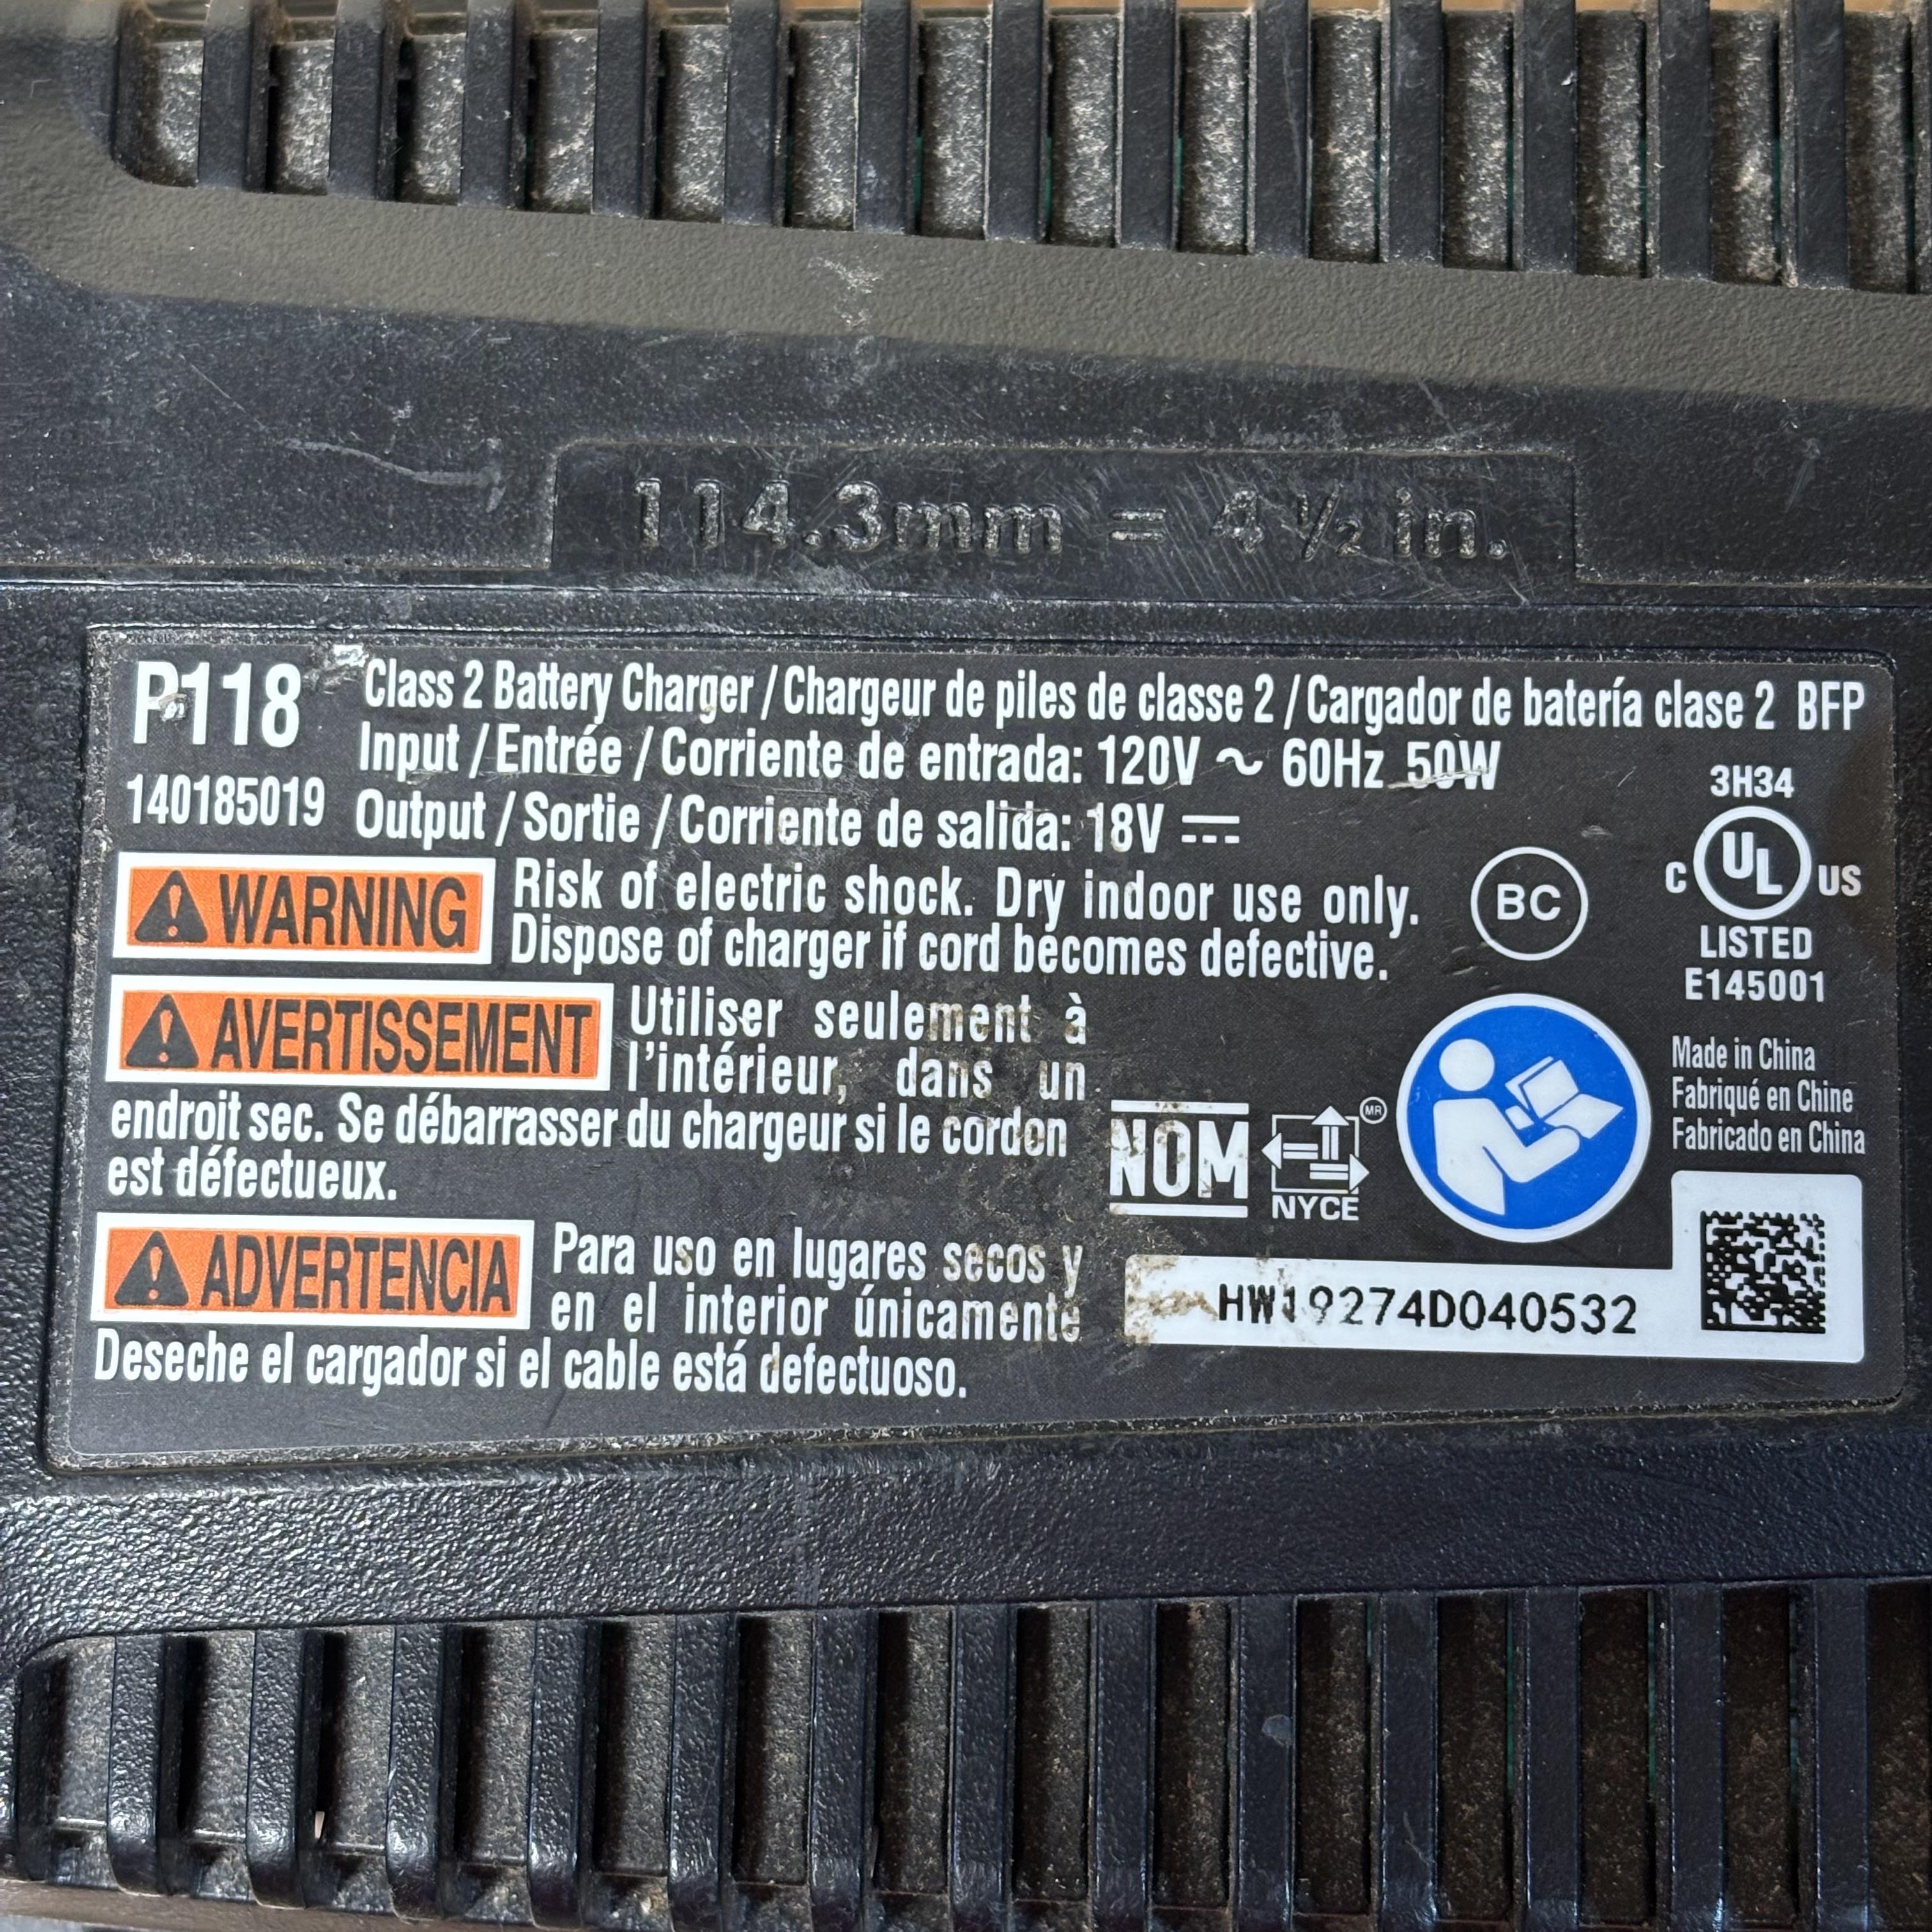 114.3mm = 4 ½ in.
P118 Class 2 Battery Charger / Chargeur de piles de classe 2 / Cargador de batería clase 2 BFP
Input / Entrée / Corriente de entrada: 120V ~ 60Hz 50W
140185019 Output / Sortie / Corriente de salida: 18V ⎓
3H34
C UL US
LISTED
E145001
WARNING Risk of electric shock. Dry indoor use only.
Dispose of charger if cord becomes defective.
BC
AVERTISSEMENT Utiliser seulement à
l'intérieur, dans un
endroit sec. Se débarrasser du chargeur si le cordon
est défectueux.
NOM
NYCE MR
Made in China
Fabriqué en Chine
Fabricado en China
ADVERTENCIA Para uso en lugares secos y
en el interior únicamente
Deseche el cargador si el cable está defectuoso.
HW19274D040532